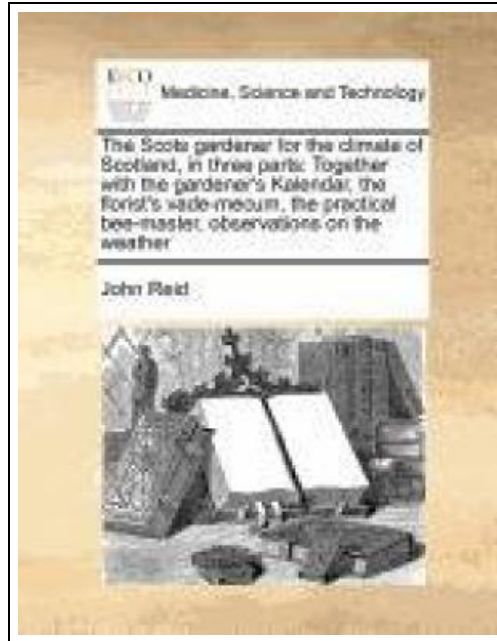 ECCO
Medicine, Science and Technology
The Scots gardener for the climate of
Scotland, in three parts: Together
with the gardener's Kalendar, the
florist's vade-mecum, the practical
bee-master, observations on the
weather
John Reid